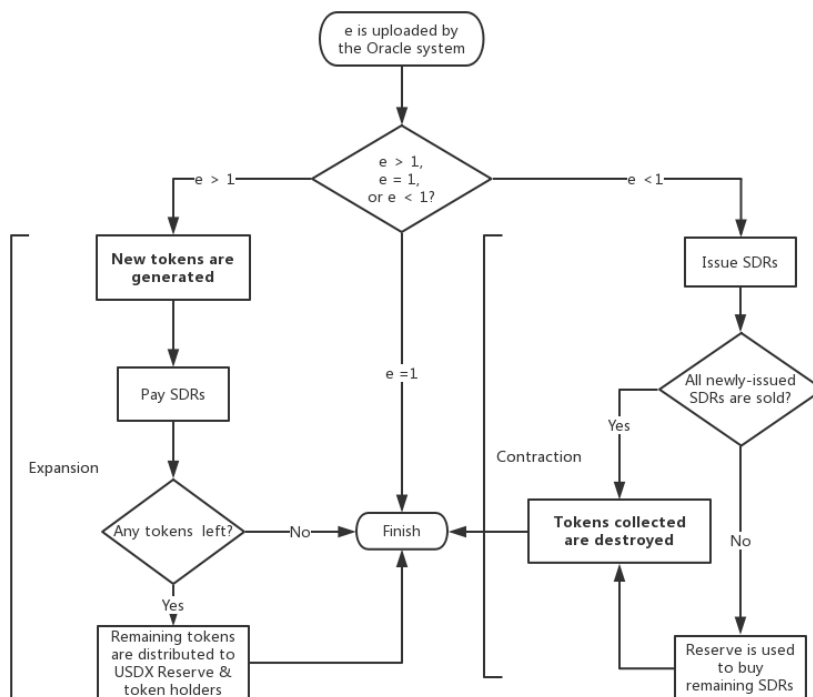 e is uploaded by
the Oracle system
e > 1,
e = 1,
or e < 1?
e > 1
e <1
New tokens are
generated
Issue SDRs
e =1
Pay SDRs
All newly-issued
SDRs are sold?
Yes
Expansion
Contraction
Any tokens left?
No
Finish
Tokens collected
are destroyed
No
Yes
Remaining tokens
are distributed to
USDX Reserve &
token holders
Reserve is used
to buy
remaining SDRs